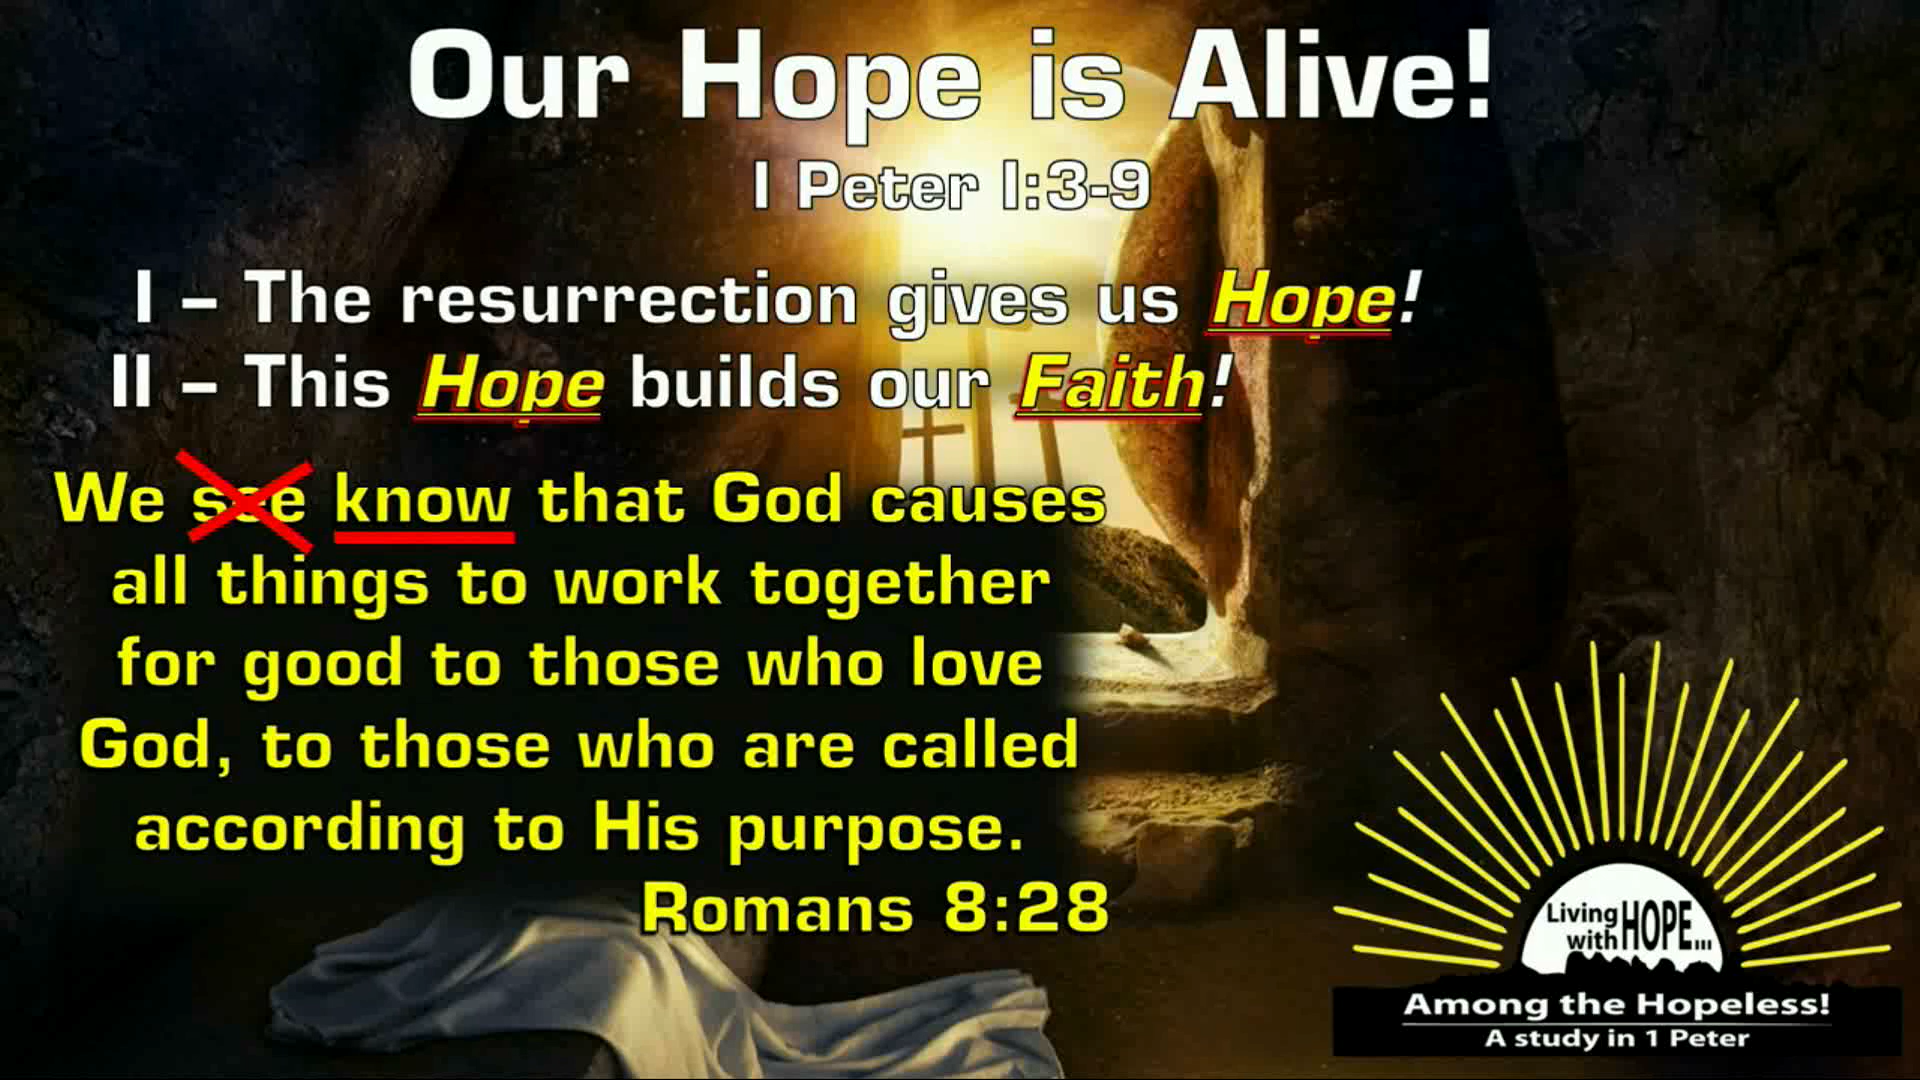 Our Hope is Alive!
I Peter I:3-9
I – The resurrection gives us Hope!
II – This Hope builds our Faith!
We see know that God causes
all things to work together
for good to those who love
God, to those who are called
according to His purpose.
Romans 8:28
Living
with HOPE...
Among the Hopeless!
A study in 1 Peter